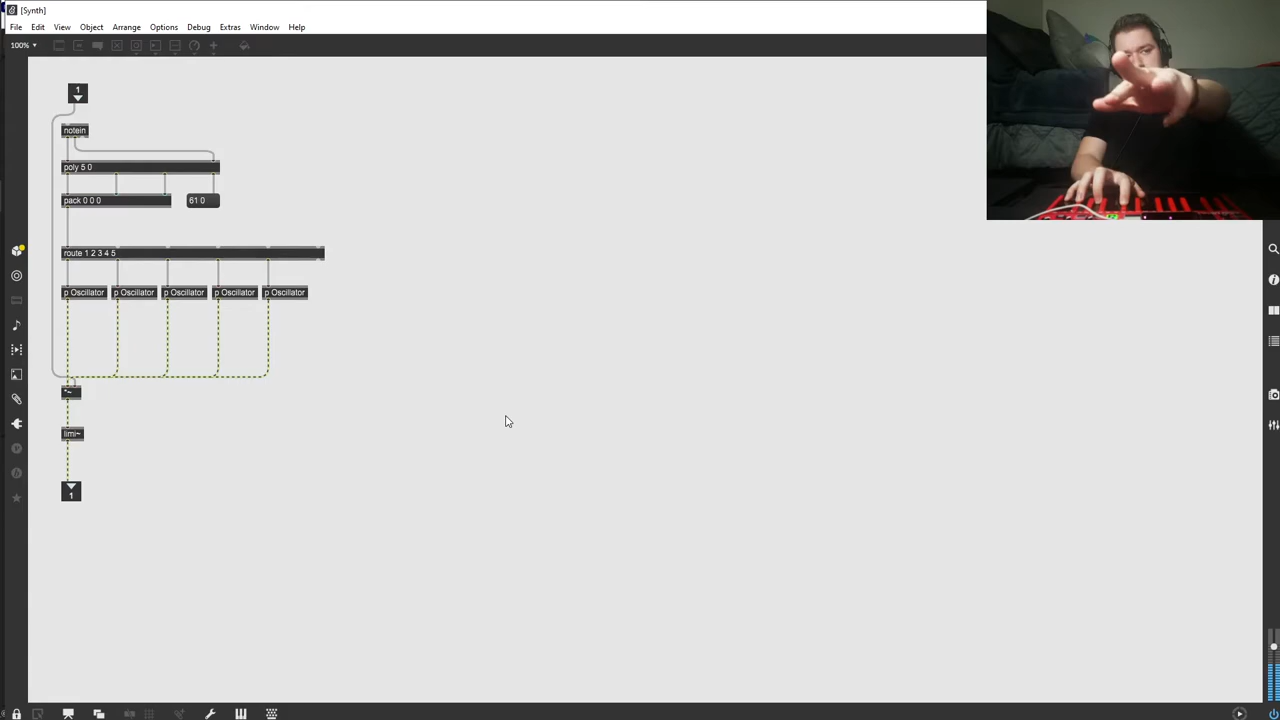 [Synth]
File Edit View Object Arrange Options Debug Extras Window Help
100%
1
notein
poly 5 0
pack 0 0 0
61 0
route 1 2 3 4 5
p Oscillator p Oscillator p Oscillator p Oscillator p Oscillator
*~
limi~
1